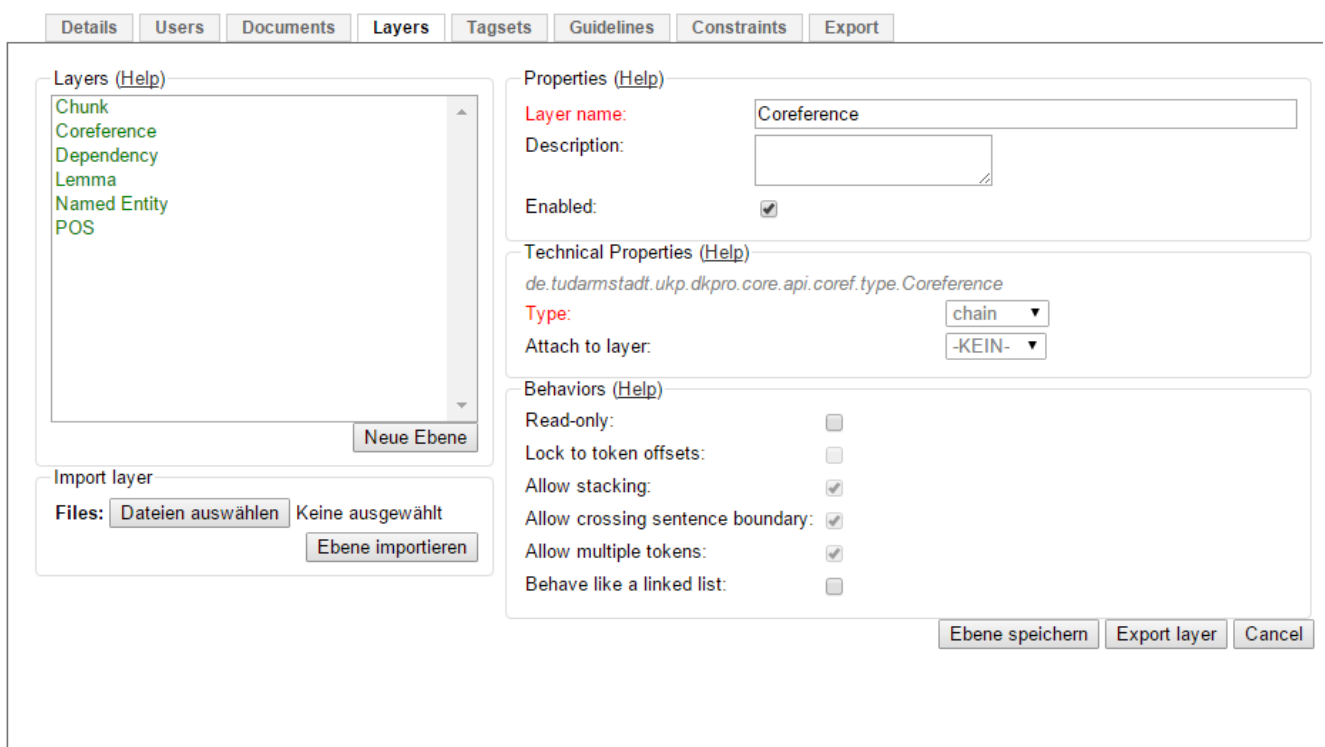 Details Users Documents Layers Tagsets Guidelines Constraints Export
Layers (Help)
Chunk
Coreference
Dependency
Lemma
Named Entity
POS
Neue Ebene
Import layer
Files: Dateien auswählen Keine ausgewählt
Ebene importieren
Properties (Help)
Layer name: Coreference
Description:
Enabled:
Technical Properties (Help)
de.tudarmstadt.ukp.dkpro.core.api.coref.type.Coreference
Type: chain
Attach to layer: -KEIN-
Behaviors (Help)
Read-only:
Lock to token offsets:
Allow stacking:
Allow crossing sentence boundary:
Allow multiple tokens:
Behave like a linked list:
Ebene speichern Export layer Cancel